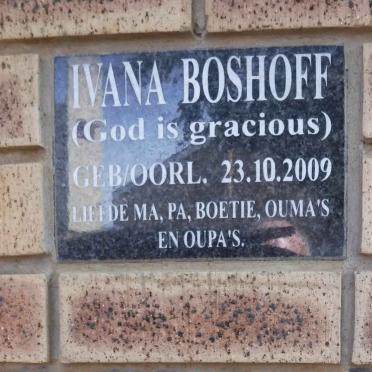 IVANA BOSHOFF
(God is gracious)
GEB/OORL. 23.10.2009
LIEFDE MA, PA, BOETIE, OUMA'S
EN OUPA'S.